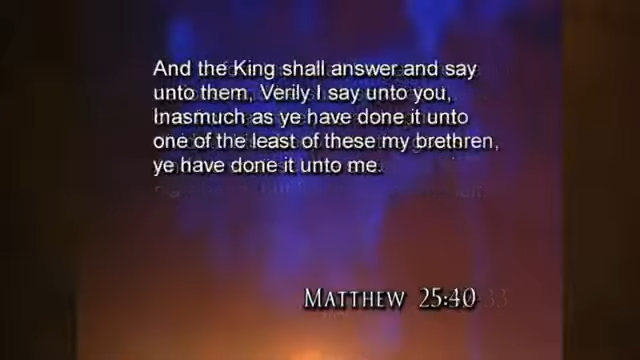 And the King shall answer and say
unto them, Verily I say unto you,
Inasmuch as ye have done it unto
one of the least of these my brethren,
ye have done it unto me.
Matthew 25:40